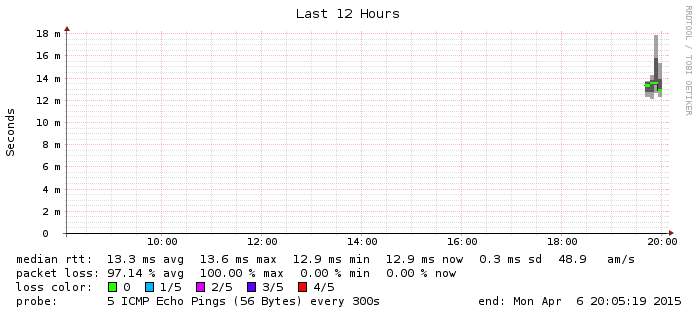 Last 12 Hours
RRDTOOL / TOBI OETIKER
Seconds
18 m
16 m
14 m
12 m
10 m
8 m
6 m
4 m
2 m
0
10:00 12:00 14:00 16:00 18:00 20:00
median rtt: 13.3 ms avg 13.6 ms max 12.9 ms min 12.9 ms now 0.3 ms sd 48.9 am/s
packet loss: 97.14 % avg 100.00 % max 0.00 % min 0.00 % now
loss color: 0 1/5 2/5 3/5 4/5
probe: 5 ICMP Echo Pings (56 Bytes) every 300s end: Mon Apr 6 20:05:19 2015